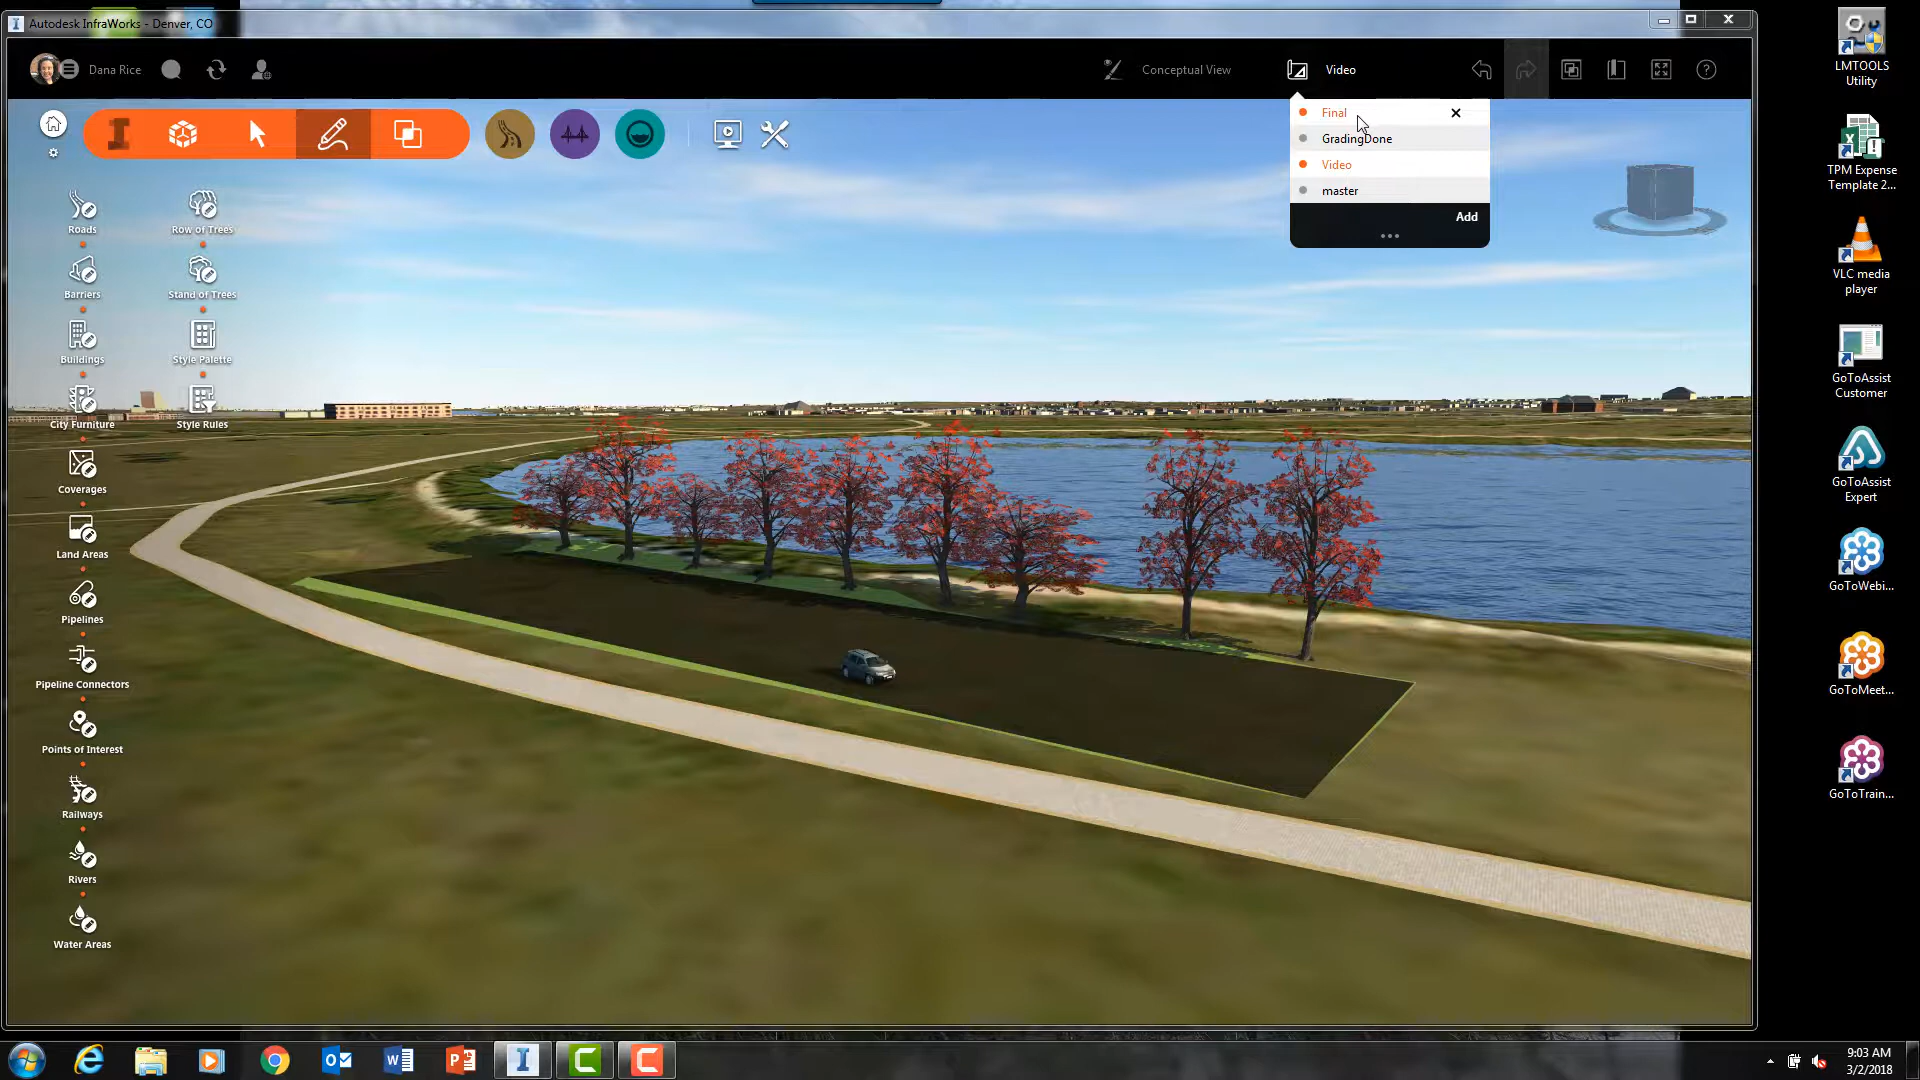 Autodesk InfraWorks - Denver, CO
Dana Rice
Conceptual View
Video
Final
GradingDone
Video
master
Add
Roads
Row of Trees
Barriers
Stand of Trees
Buildings
Style Palette
City Furniture
Style Rules
Coverages
Land Areas
Pipelines
Pipeline Connectors
Points of Interest
Railways
Rivers
Water Areas
LMTOOLS
Utility
TPM Expense
Template 2...
VLC media
player
GoToAssist
Customer
GoToAssist
Expert
GoToWebi...
GoToMeet...
GoToTrain...
9:03 AM
3/2/2018